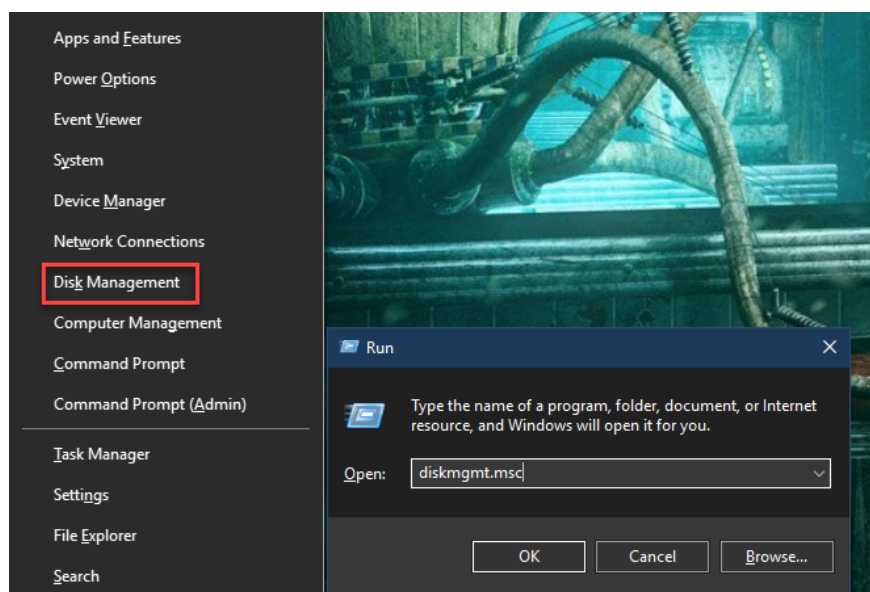 Apps and Features
Power Options
Event Viewer
System
Device Manager
Network Connections
Disk Management
Computer Management
Command Prompt
Command Prompt (Admin)
Task Manager
Settings
File Explorer
Search
Run
Type the name of a program, folder, document, or Internet
resource, and Windows will open it for you.
Open: diskmgmt.msc
OK Cancel Browse...